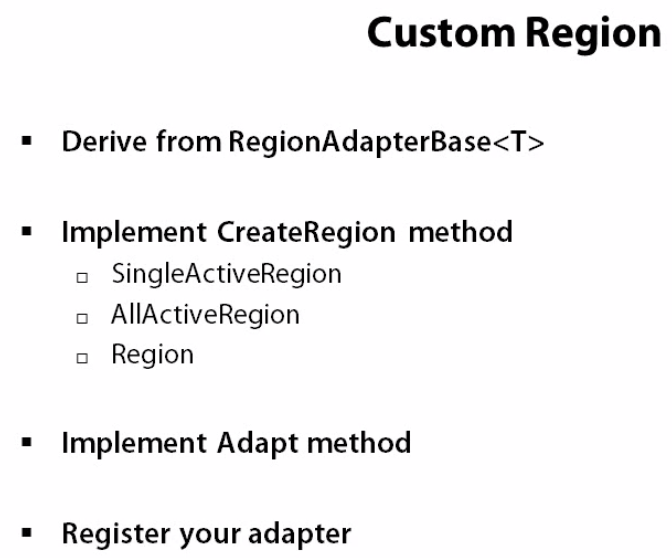 Custom Region
Derive from RegionAdapterBase<T>
Implement CreateRegion method
SingleActiveRegion
AllActiveRegion
Region
Implement Adapt method
Register your adapter